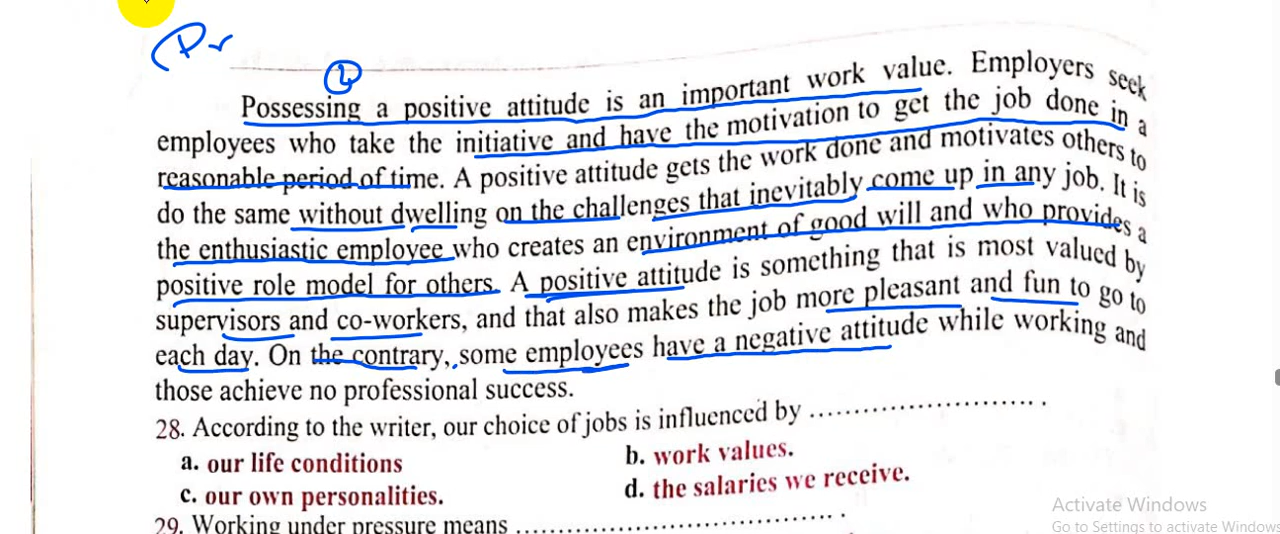 Pr
2
Possessing a positive attitude is an important work value. Employers seek
employees who take the initiative and have the motivation to get the job done in a
reasonable period of time. A positive attitude gets the work done and motivates others to
do the same without dwelling on the challenges that inevitably come up in any job. It is
the enthusiastic employee who creates an environment of good will and who provides a
positive role model for others. A positive attitude is something that is most valued by
supervisors and co-workers, and that also makes the job more pleasant and fun to go to
each day. On the contrary, some employees have a negative attitude while working and
those achieve no professional success.
28. According to the writer, our choice of jobs is influenced by ..............................
a. our life conditions b. work values.
c. our own personalities. d. the salaries we receive.
29. Working under pressure means ..............................
Activate Windows
Go to Settings to activate Windows